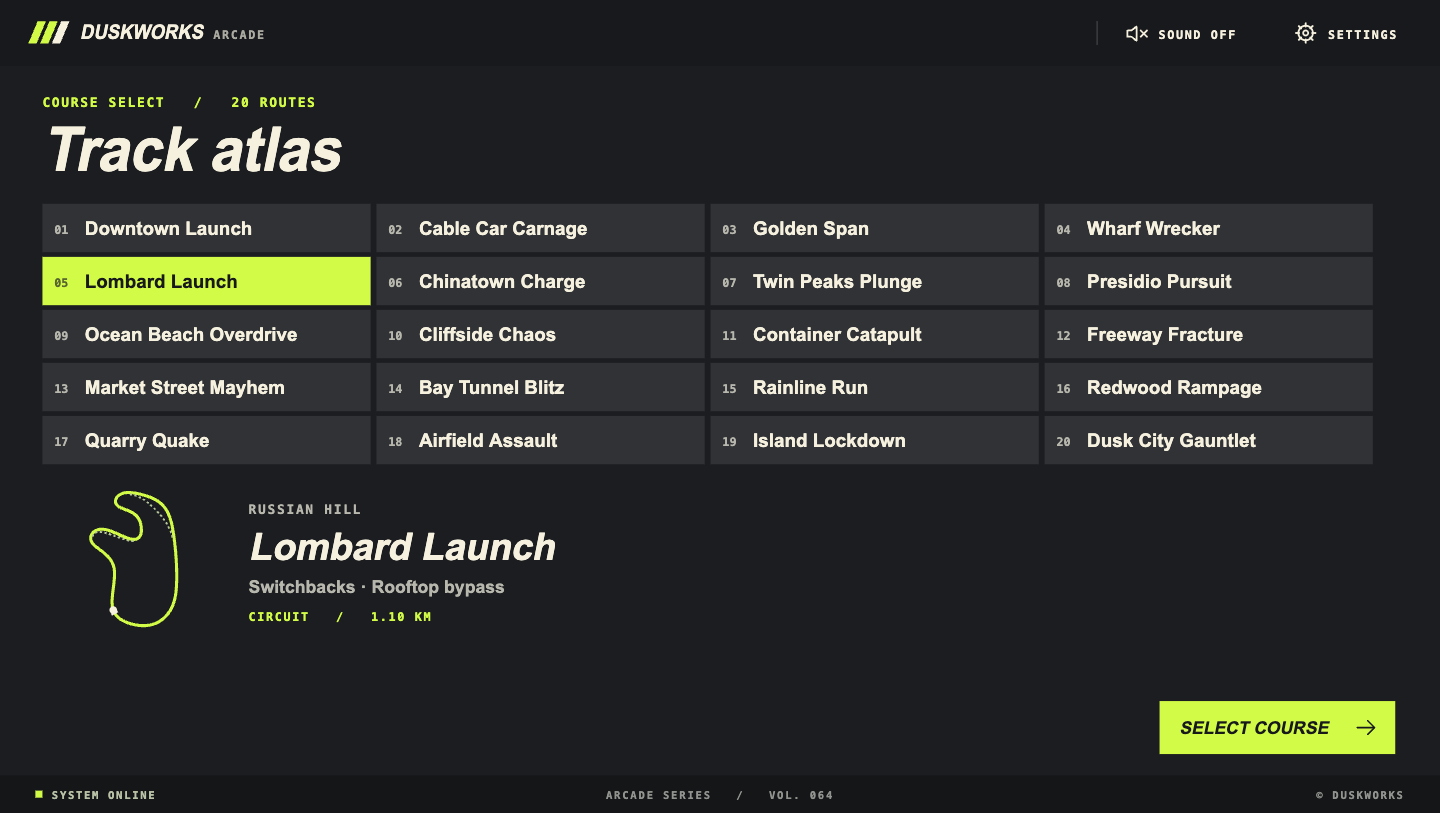 DUSKWORKS ARCADE
SOUND OFF
SETTINGS
COURSE SELECT / 20 ROUTES
Track atlas
01 Downtown Launch
02 Cable Car Carnage
03 Golden Span
04 Wharf Wrecker
05 Lombard Launch
06 Chinatown Charge
07 Twin Peaks Plunge
08 Presidio Pursuit
09 Ocean Beach Overdrive
10 Cliffside Chaos
11 Container Catapult
12 Freeway Fracture
13 Market Street Mayhem
14 Bay Tunnel Blitz
15 Rainline Run
16 Redwood Rampage
17 Quarry Quake
18 Airfield Assault
19 Island Lockdown
20 Dusk City Gauntlet
RUSSIAN HILL
Lombard Launch
Switchbacks · Rooftop bypass
CIRCUIT / 1.10 KM
SELECT COURSE
SYSTEM ONLINE
ARCADE SERIES / VOL. 064
© DUSKWORKS